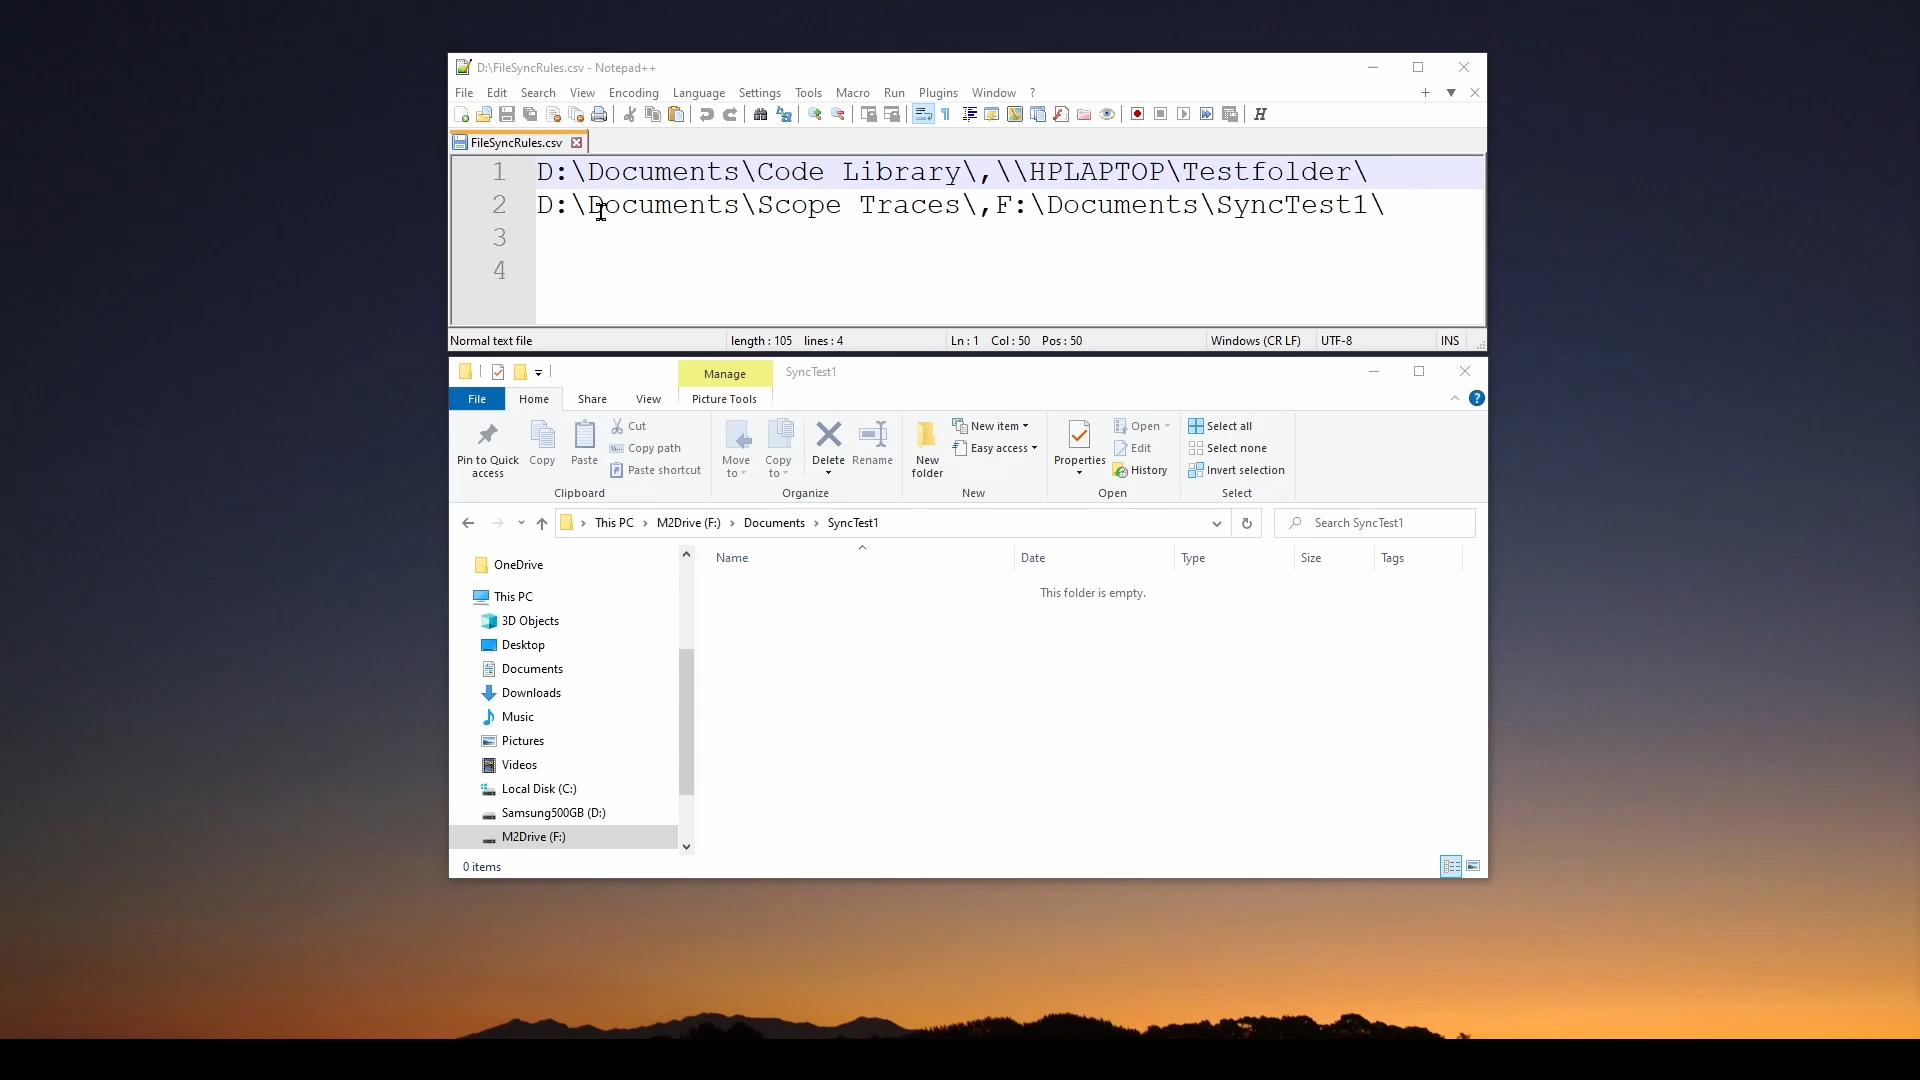 D:\FileSyncRules.csv - Notepad++
File Edit Search View Encoding Language Settings Tools Macro Run Plugins Window ?
FileSyncRules.csv
1 D:\Documents\Code Library\,\\HPLAPTOP\Testfolder\
2 D:\Documents\Scope Traces\,F:\Documents\SyncTest1\
3
4
Normal text file length : 105 lines : 4 Ln : 1 Col : 50 Pos : 50 Windows (CR LF) UTF-8 INS
Manage SyncTest1
File Home Share View Picture Tools
Pin to Quick access Copy Paste Cut Copy path Paste shortcut Move to Copy to Delete Rename New folder New item Easy access Properties Open Edit History Select all Select none Invert selection
Clipboard Organize New Open Select
This PC M2Drive (F:) Documents SyncTest1 Search SyncTest1
Name Date Type Size Tags
This folder is empty.
OneDrive
This PC
3D Objects
Desktop
Documents
Downloads
Music
Pictures
Videos
Local Disk (C:)
Samsung500GB (D:)
M2Drive (F:)
0 items